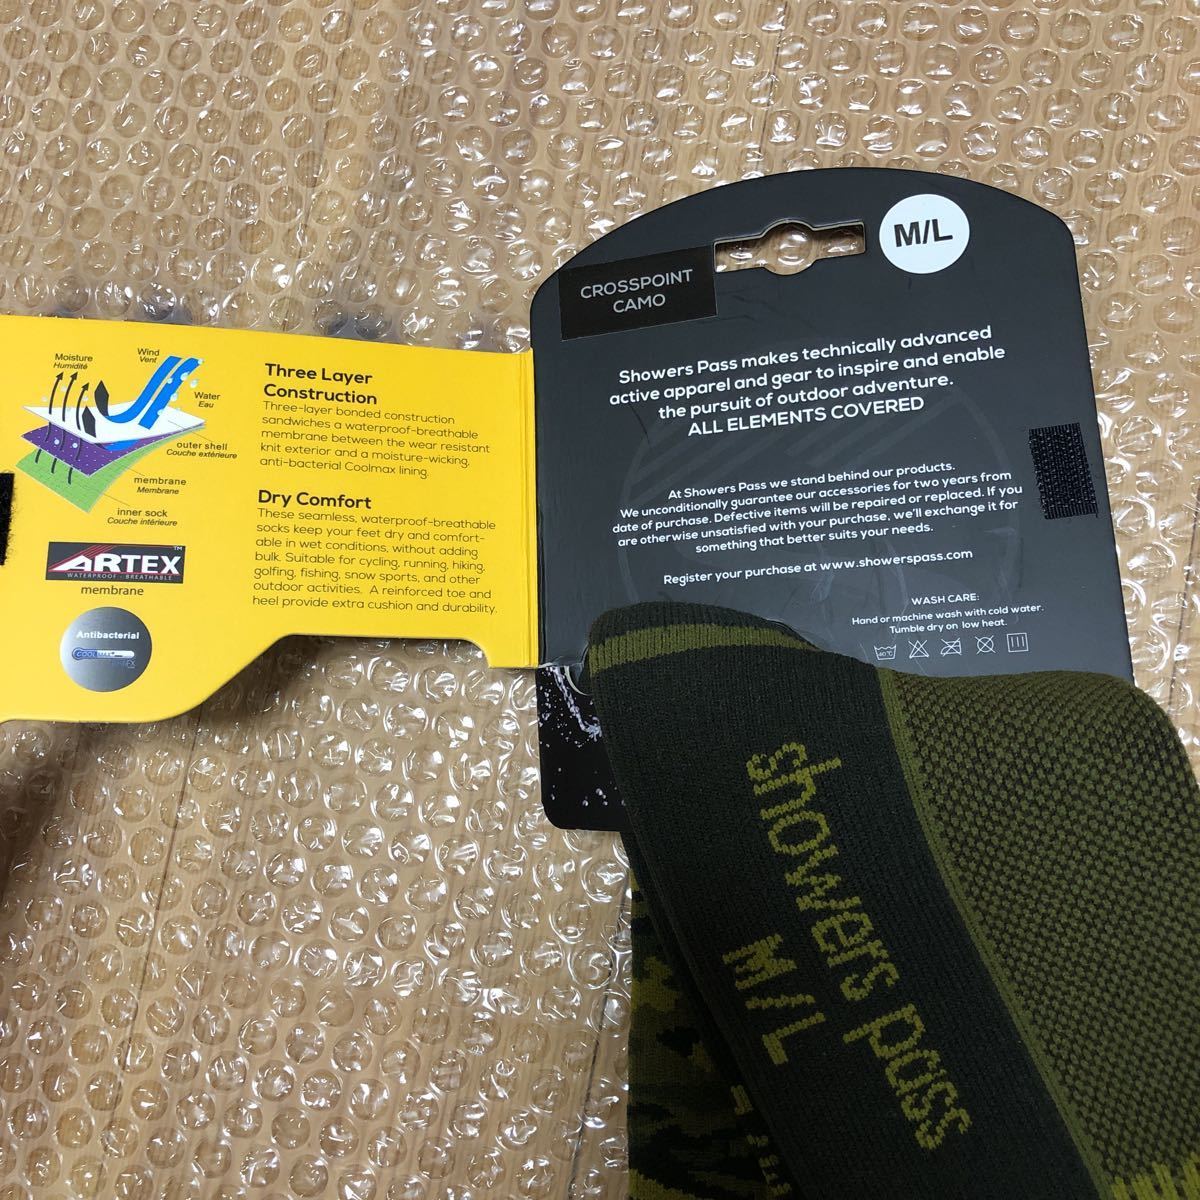 Moisture
Humidité
Wind
Vent
Water
Eau
outer shell
Couche extérieure
membrane
Membrane
inner sock
Couche intérieure
ARTEX™
WATERPROOF - BREATHABLE
membrane
Antibacterial
COOLMAX
Three Layer
Construction
Three-layer bonded construction
sandwiches a waterproof-breathable
membrane between the wear resistant
knit exterior and a moisture-wicking,
anti-bacterial Coolmax lining.
Dry Comfort
These seamless, waterproof-breathable
socks keep your feet dry and comfort-
able in wet conditions, without adding
bulk. Suitable for cycling, running, hiking,
golfing, fishing, snow sports, and other
outdoor activities. A reinforced toe and
heel provide extra cushion and durability.
CROSSPOINT
CAMO
M/L
Showers Pass makes technically advanced
active apparel and gear to inspire and enable
the pursuit of outdoor adventure.
ALL ELEMENTS COVERED
At Showers Pass we stand behind our products.
We unconditionally guarantee our accessories for two years from
date of purchase. Defective items will be repaired or replaced. If you
are otherwise unsatisfied with your purchase, we'll exchange it for
something that better suits your needs.
Register your purchase at www.showerspass.com
WASH CARE:
Hand or machine wash with cold water.
Tumble dry on low heat.
40°C
showers pass
M/L